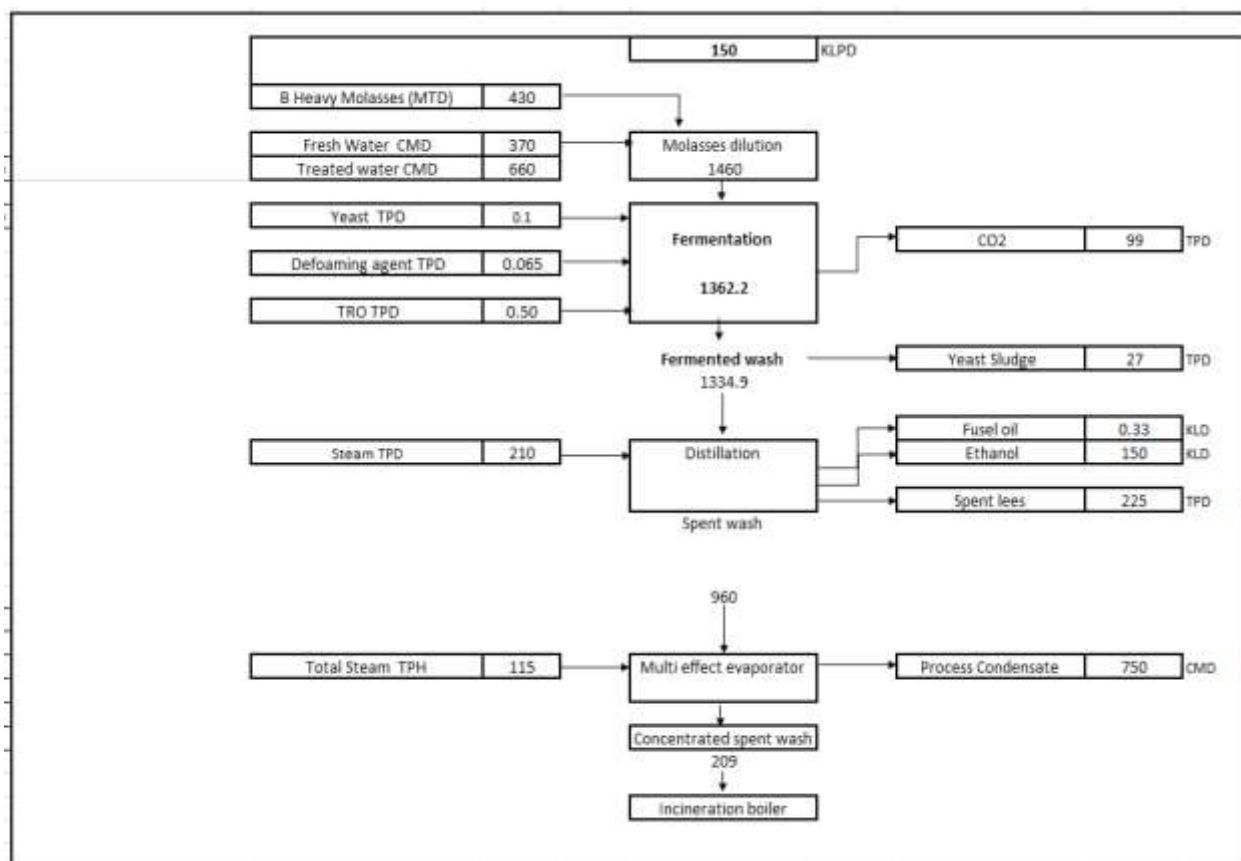 150 KLPD
B Heavy Molasses (MTD) 430
Fresh Water CMD 370
Molasses dilution
Treated water CMD 660
1460
Yeast TPD 0.1
Fermentation
CO2 99 TPD
Defoaming agent TPD 0.065
1362.2
TRO TPD 0.50
Fermented wash
Yeast Sludge 27 TPD
1334.9
Fusel oil 0.33 KLD
Steam TPD 210
Distillation
Ethanol 150 KLD
Spent lees 225 TPD
Spent wash
960
Total Steam TPH 115
Multi effect evaporator
Process Condensate 750 CMD
Concentrated spent wash
209
Incineration boiler